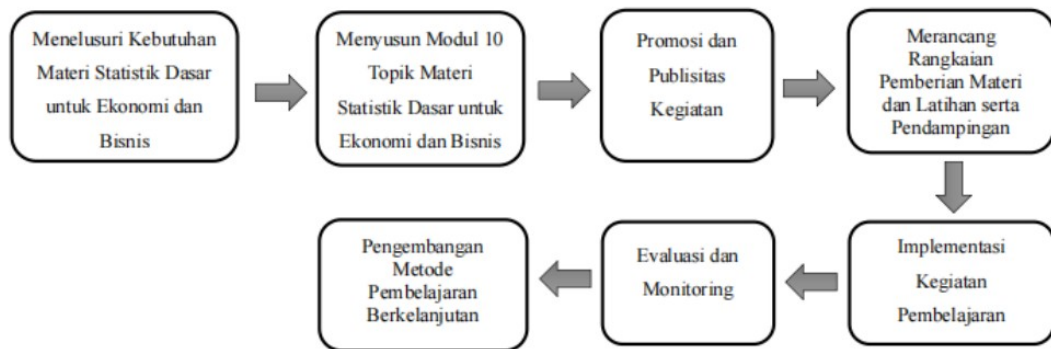 Menelusuri Kebutuhan
Materi Statistik Dasar
untuk Ekonomi dan
Bisnis
Menyusun Modul 10
Topik Materi
Statistik Dasar untuk
Ekonomi dan Bisnis
Promosi dan
Publisitas
Kegiatan
Merancang
Rangkaian
Pemberian Materi
dan Latihan serta
Pendampingan
Implementasi
Kegiatan
Pembelajaran
Evaluasi dan
Monitoring
Pengembangan
Metode
Pembelajaran
Berkelanjutan